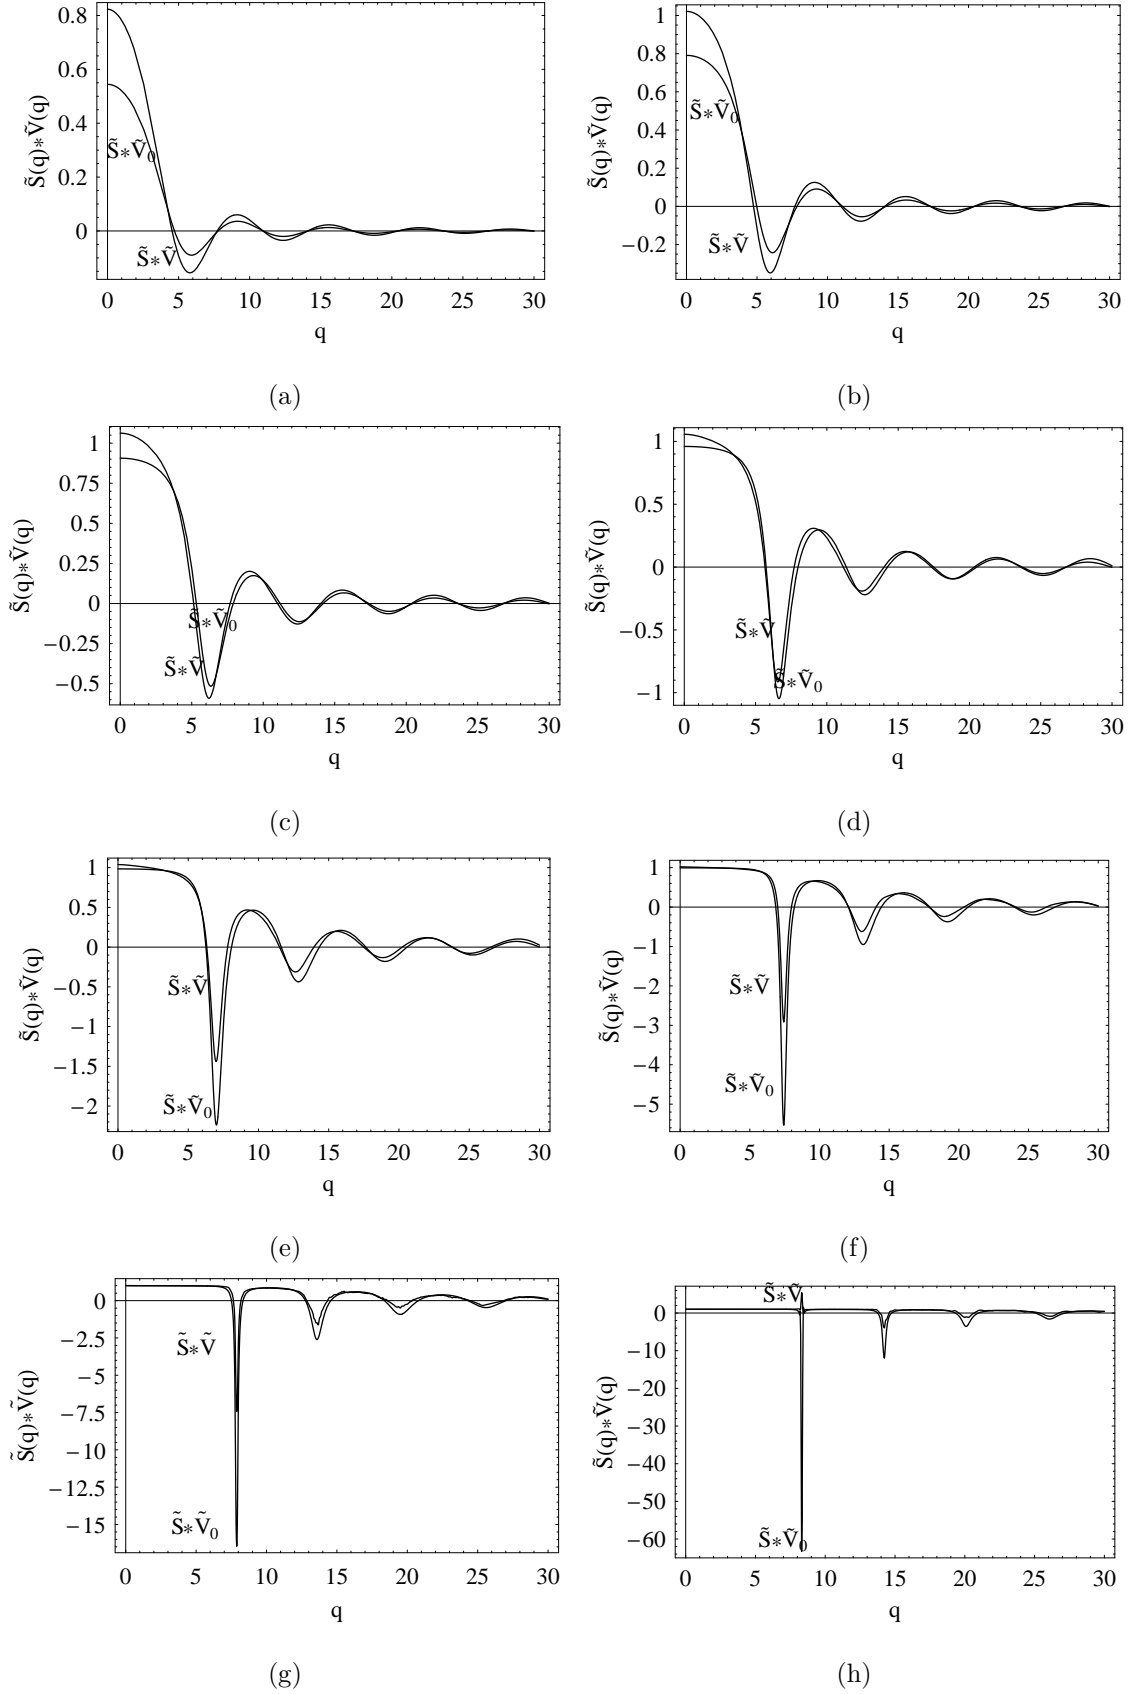 S̃(q)*Ṽ(q)
0.8
0.6
0.4
0.2
0
S̃*Ṽ₀
S̃*Ṽ
0 5 10 15 20 25 30
q
(a)
S̃(q)*Ṽ(q)
1
0.8
0.6
0.4
0.2
0
−0.2
S̃*Ṽ₀
S̃*Ṽ
0 5 10 15 20 25 30
q
(b)
S̃(q)*Ṽ(q)
1
0.75
0.5
0.25
0
−0.25
−0.5
S̃*Ṽ₀
S̃*Ṽ
0 5 10 15 20 25 30
q
(c)
S̃(q)*Ṽ(q)
1
0.5
0
−0.5
−1
S̃*Ṽ
S̃*Ṽ₀
0 5 10 15 20 25 30
q
(d)
S̃(q)*Ṽ(q)
1
0.5
0
−0.5
−1
−1.5
−2
S̃*Ṽ
S̃*Ṽ₀
0 5 10 15 20 25 30
q
(e)
S̃(q)*Ṽ(q)
1
0
−1
−2
−3
−4
−5
S̃*Ṽ
S̃*Ṽ₀
0 5 10 15 20 25 30
q
(f)
S̃(q)*Ṽ(q)
0
−2.5
−5
−7.5
−10
−12.5
−15
S̃*Ṽ
S̃*Ṽ₀
0 5 10 15 20 25 30
q
(g)
S̃(q)*Ṽ(q)
0
−10
−20
−30
−40
−50
−60
S̃*Ṽ
S̃*Ṽ₀
0 5 10 15 20 25 30
q
(h)